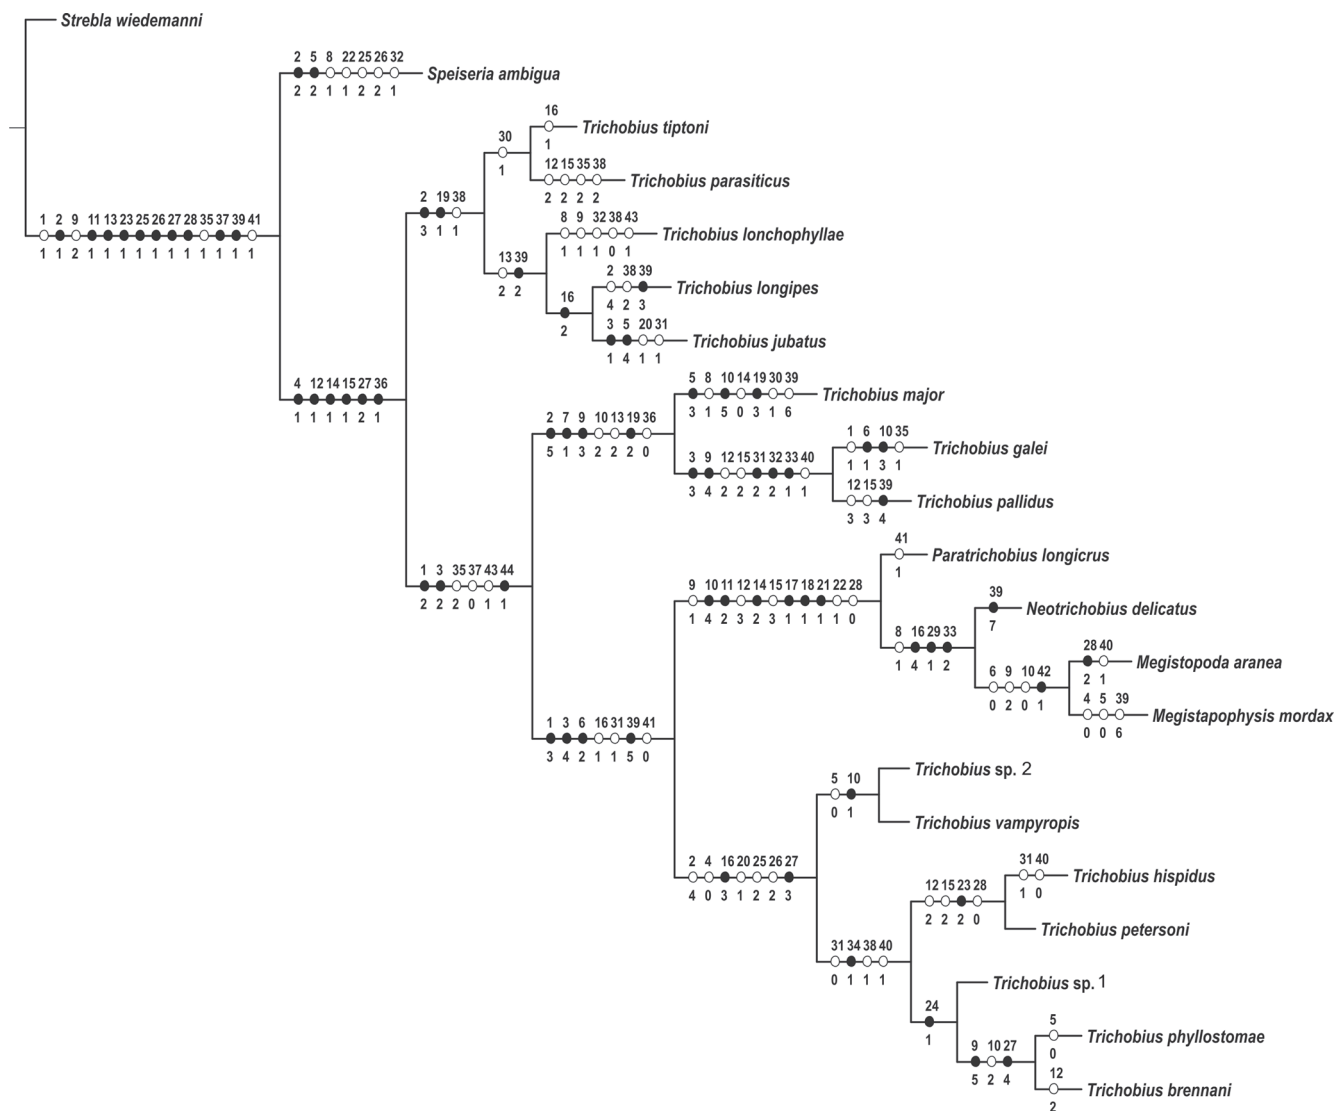 Strebla wiedemanni
2 5 8 22 25 26 32
Speiseria ambigua
2 2 1 1 2 2 1
16
Trichobius tiptoni
1
30
1
12 15 35 38
Trichobius parasiticus
2 2 2 2
2 19 38
3 1 1
1 2 9 11 13 23 25 26 27 28 35 37 39 41
1 1 2 1 1 1 1 1 1 1 1 1 1 1
8 9 32 38 43
Trichobius lonchophyllae
1 1 1 0 1
13 39
2 2
2 38 39
Trichobius longipes
4 2 3
16
2
3 5 20 31
Trichobius jubatus
1 4 1 1
4 12 14 15 27 36
1 1 1 1 2 1
5 8 10 14 19 30 39
Trichobius major
3 1 5 0 3 1 6
2 7 9 10 13 19 36
5 1 3 2 2 2 0
1 6 10 35
Trichobius galei
1 1 3 1
3 9 12 15 31 32 33 40
3 4 2 2 2 2 1 1
12 15 39
Trichobius pallidus
3 3 4
41
Paratrichobius longicrus
1
1 3 35 37 43 44
2 2 2 0 1 1
9 10 11 12 14 15 17 18 21 22 28
1 4 2 3 2 3 1 1 1 1 0
39
Neotrichobius delicatus
7
8 16 29 33
1 4 1 2
28 40
Megistopoda aranea
2 1
6 9 10 42
0 2 0 1
4 5 39
Megistapophysis mordax
0 0 6
1 3 6 16 31 39 41
3 4 2 1 1 5 0
Trichobius sp. 2
5 10
0 1
Trichobius vampyropis
2 4 16 20 25 26 27
4 0 3 1 2 2 3
31 40
Trichobius hispidus
1 0
12 15 23 28
2 2 2 0
Trichobius petersoni
31 34 38 40
0 1 1 1
Trichobius sp. 1
24
1
5
Trichobius phyllostomae
0
9 10 27
5 2 4
12
Trichobius brennani
2